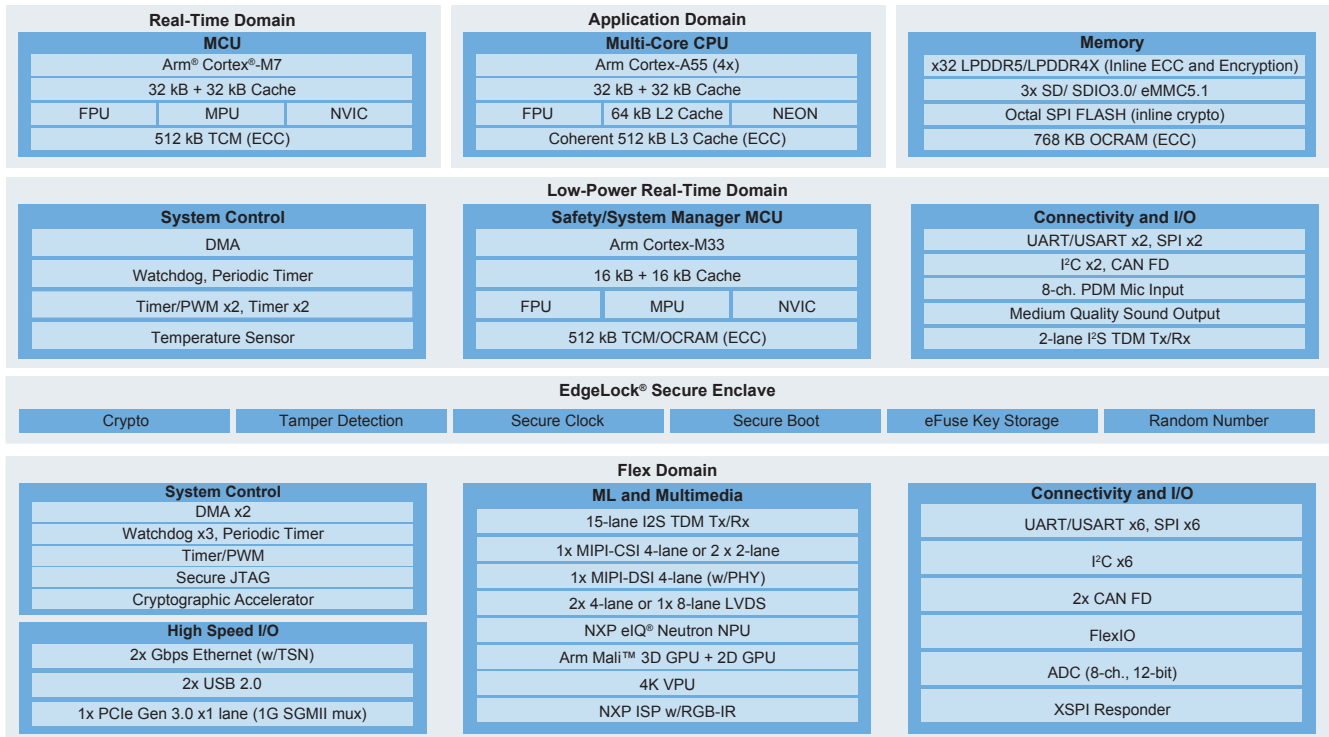 Real-Time Domain
MCU
Arm® Cortex®-M7
32 kB + 32 kB Cache
FPU
MPU
NVIC
512 kB TCM (ECC)
Application Domain
Multi-Core CPU
Arm Cortex-A55 (4x)
32 kB + 32 kB Cache
FPU
64 kB L2 Cache
NEON
Coherent 512 kB L3 Cache (ECC)
Memory
x32 LPDDR5/LPDDR4X (Inline ECC and Encryption)
3x SD/ SDIO3.0/ eMMC5.1
Octal SPI FLASH (inline crypto)
768 KB OCRAM (ECC)
Low-Power Real-Time Domain
System Control
DMA
Watchdog, Periodic Timer
Timer/PWM x2, Timer x2
Temperature Sensor
Safety/System Manager MCU
Arm Cortex-M33
16 kB + 16 kB Cache
FPU
MPU
NVIC
512 kB TCM/OCRAM (ECC)
Connectivity and I/O
UART/USART x2, SPI x2
I²C x2, CAN FD
8-ch. PDM Mic Input
Medium Quality Sound Output
2-lane I²S TDM Tx/Rx
EdgeLock® Secure Enclave
Crypto
Tamper Detection
Secure Clock
Secure Boot
eFuse Key Storage
Random Number
Flex Domain
System Control
DMA x2
Watchdog x3, Periodic Timer
Timer/PWM
Secure JTAG
Cryptographic Accelerator
High Speed I/O
2x Gbps Ethernet (w/TSN)
2x USB 2.0
1x PCIe Gen 3.0 x1 lane (1G SGMII mux)
ML and Multimedia
15-lane I2S TDM Tx/Rx
1x MIPI-CSI 4-lane or 2 x 2-lane
1x MIPI-DSI 4-lane (w/PHY)
2x 4-lane or 1x 8-lane LVDS
NXP eIQ® Neutron NPU
Arm Mali™ 3D GPU + 2D GPU
4K VPU
NXP ISP w/RGB-IR
Connectivity and I/O
UART/USART x6, SPI x6
I²C x6
2x CAN FD
FlexIO
ADC (8-ch., 12-bit)
XSPI Responder